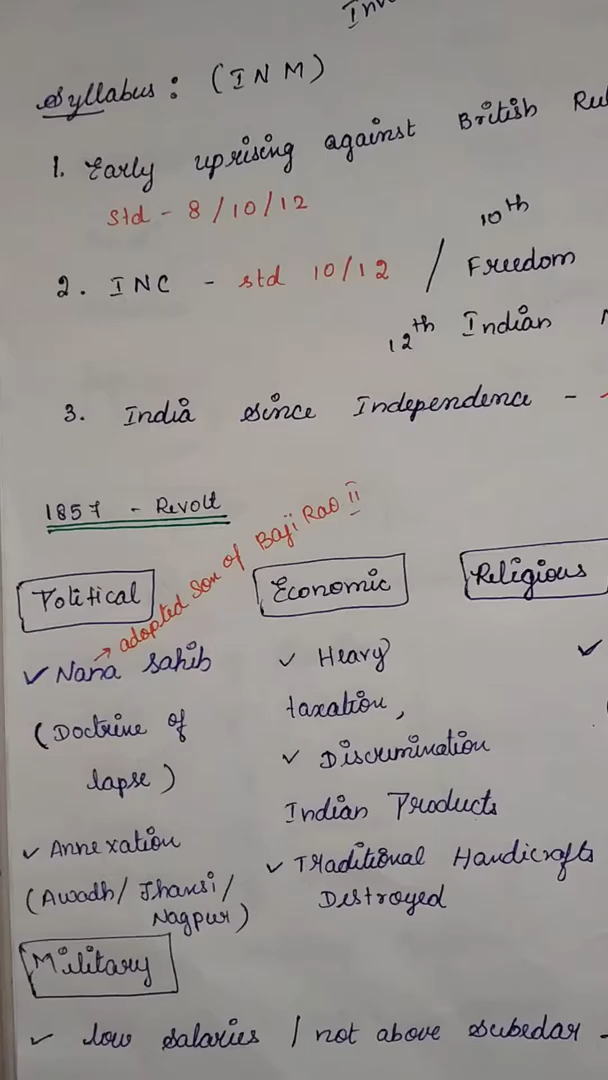 Syllabus : (INM)
1. Early uprising against British
Std - 8/10/12
10th
2. INC - std 10/12 / Freedom
12th Indian
3. India since Independence -
1857 - Revolt
→ adopted son of Baji Rao II
Political
Economic
Religious
✓ Nana Sahib
✓ Heavy
✓
(Doctrine of
taxation,
lapse)
✓ Discrimination
Indian Products
✓ Annexation
✓ Traditional Handicrafts
(Awadh/ Jhansi/
Destroyed
Nagpur)
Military
✓ low salaries / not above subedar -